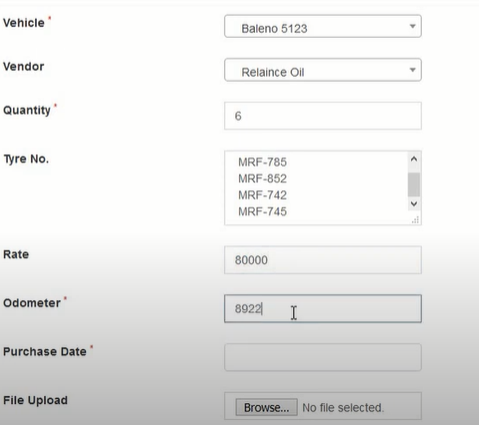 Vehicle *
Baleno 5123
Vendor
Relaince Oil
Quantity *
6
Tyre No.
MRF-785
MRF-852
MRF-742
MRF-745
Rate
80000
Odometer *
8922
Purchase Date *
File Upload
Browse... No file selected.